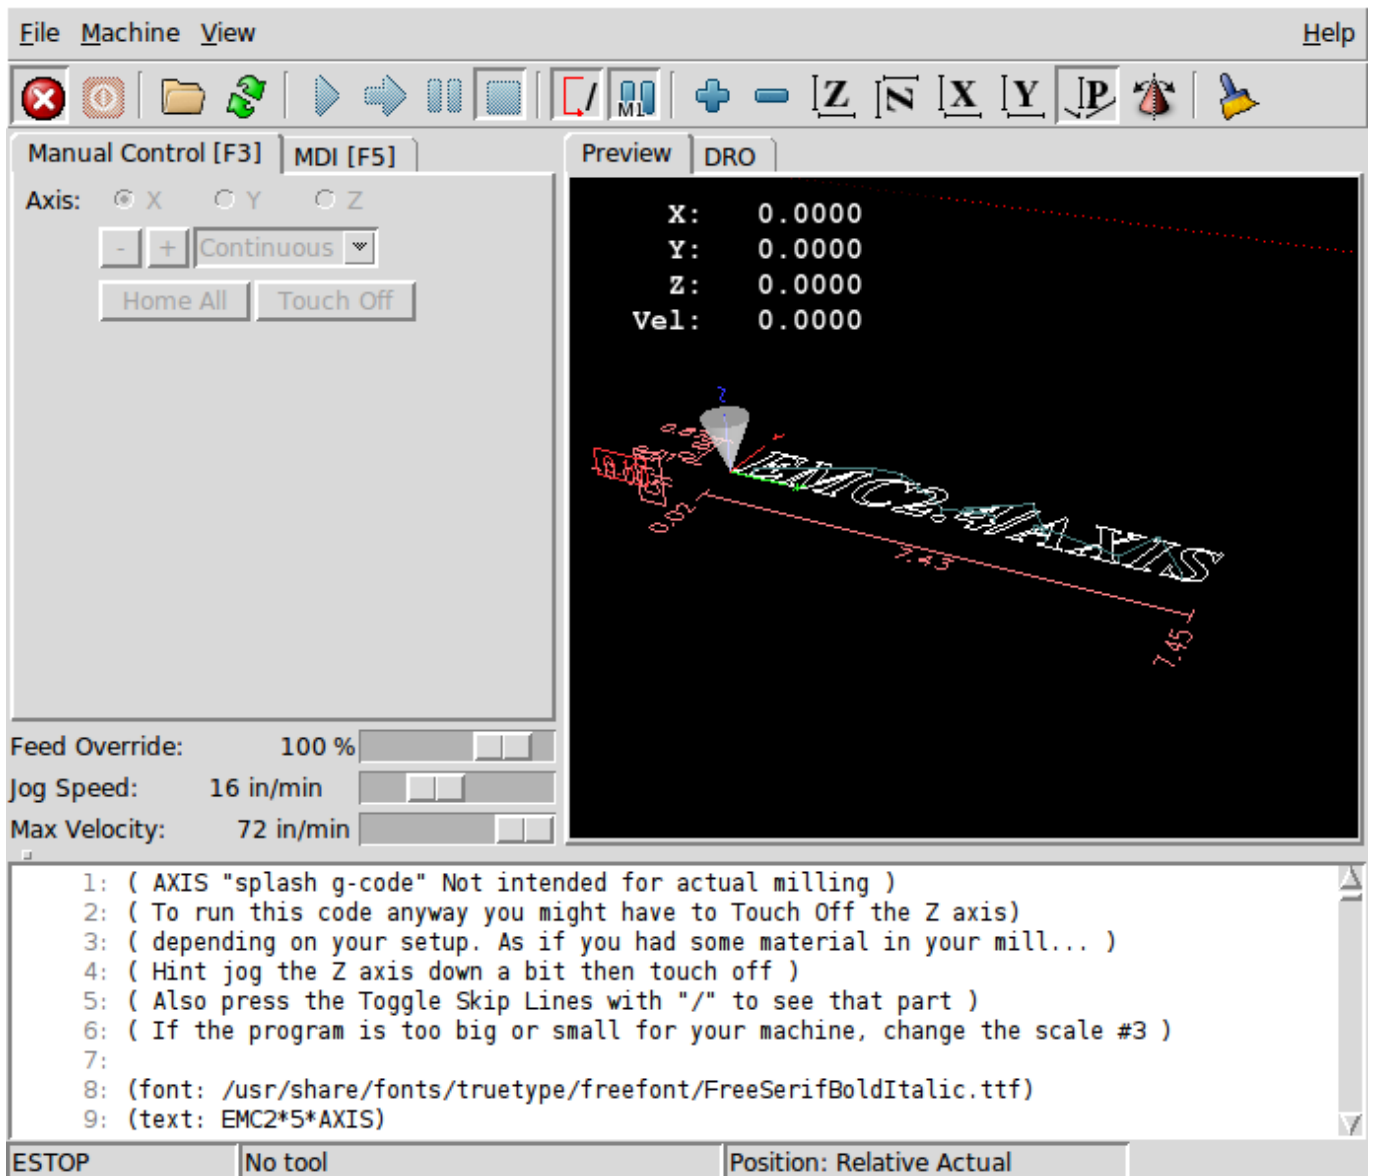 File Machine View Help
M1 Z N X Y P
Manual Control [F3] MDI [F5] Preview DRO
Axis: X Y Z
- + Continuous
Home All Touch Off
X: 0.0000
Y: 0.0000
Z: 0.0000
Vel: 0.0000
EMC2.4/AXIS
0.02
7.43
7.45
Feed Override: 100 %
Jog Speed: 16 in/min
Max Velocity: 72 in/min
1: ( AXIS "splash g-code" Not intended for actual milling )
2: ( To run this code anyway you might have to Touch Off the Z axis)
3: ( depending on your setup. As if you had some material in your mill... )
4: ( Hint jog the Z axis down a bit then touch off )
5: ( Also press the Toggle Skip Lines with "/" to see that part )
6: ( If the program is too big or small for your machine, change the scale #3 )
7:
8: (font: /usr/share/fonts/truetype/freefont/FreeSerifBoldItalic.ttf)
9: (text: EMC2*5*AXIS)
ESTOP No tool Position: Relative Actual